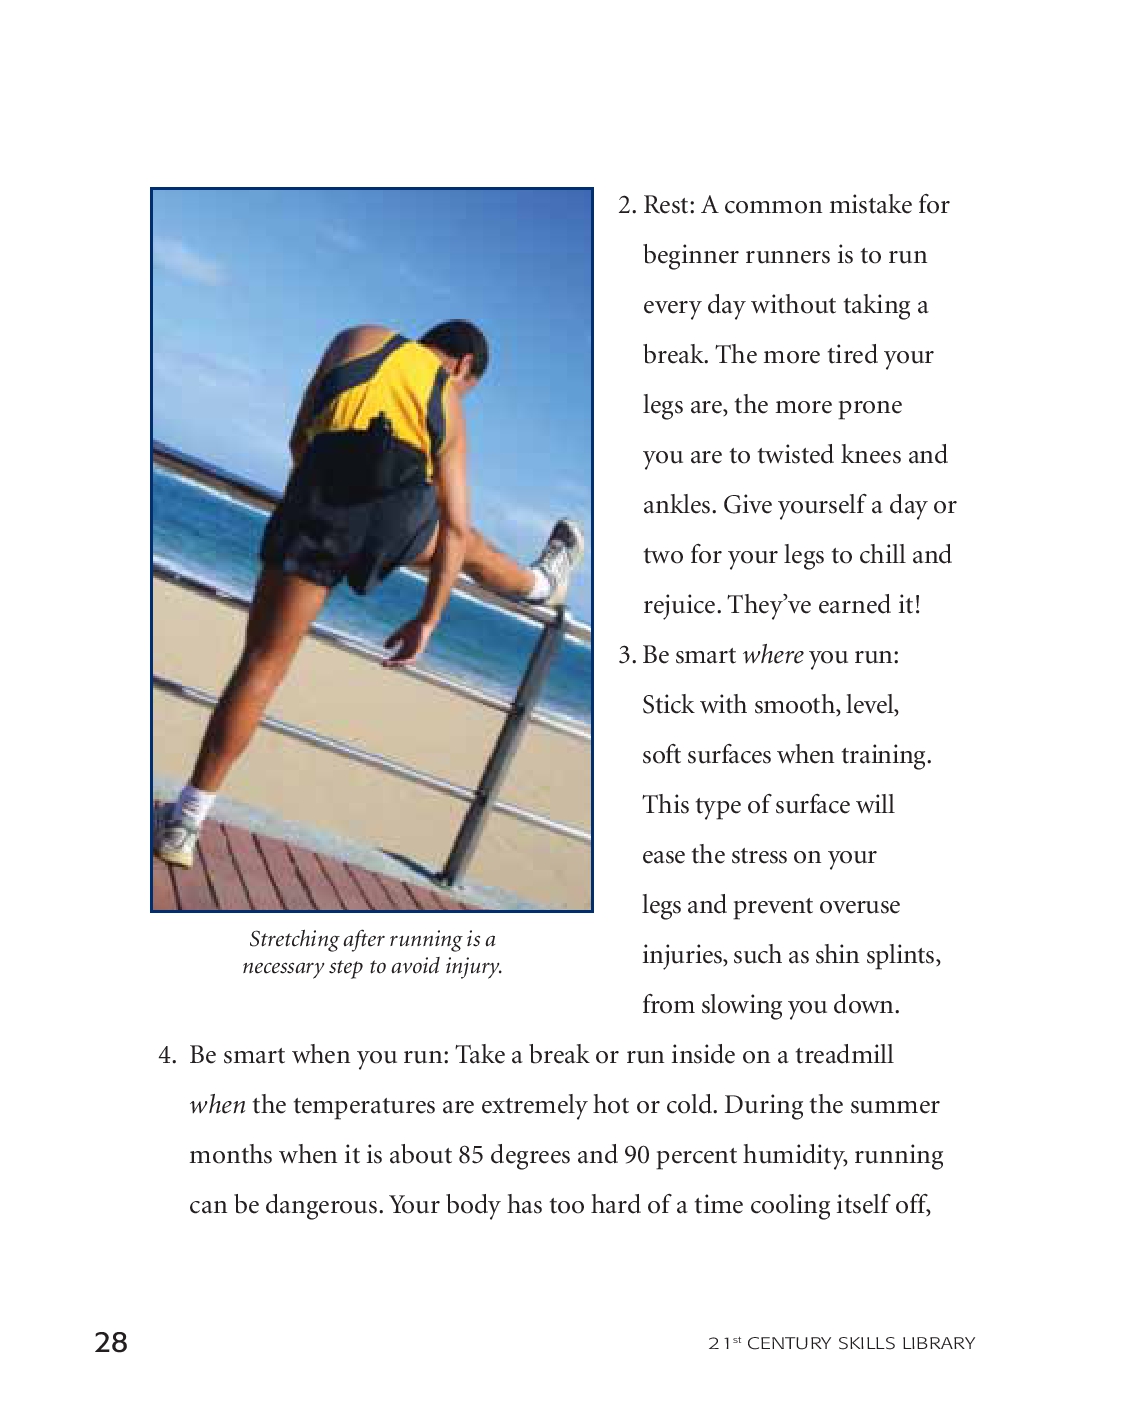 2. Rest: A common mistake for
beginner runners is to run
every day without taking a
break. The more tired your
legs are, the more prone
you are to twisted knees and
ankles. Give yourself a day or
two for your legs to chill and
rejuice. They’ve earned it!
3. Be smart where you run:
Stick with smooth, level,
soft surfaces when training.
This type of surface will
ease the stress on your
legs and prevent overuse
injuries, such as shin splints,
from slowing you down.
Stretching after running is a
necessary step to avoid injury.
4. Be smart when you run: Take a break or run inside on a treadmill
when the temperatures are extremely hot or cold. During the summer
months when it is about 85 degrees and 90 percent humidity, running
can be dangerous. Your body has too hard of a time cooling itself off,
28
21st CENTURY SKILLS LIBRARY